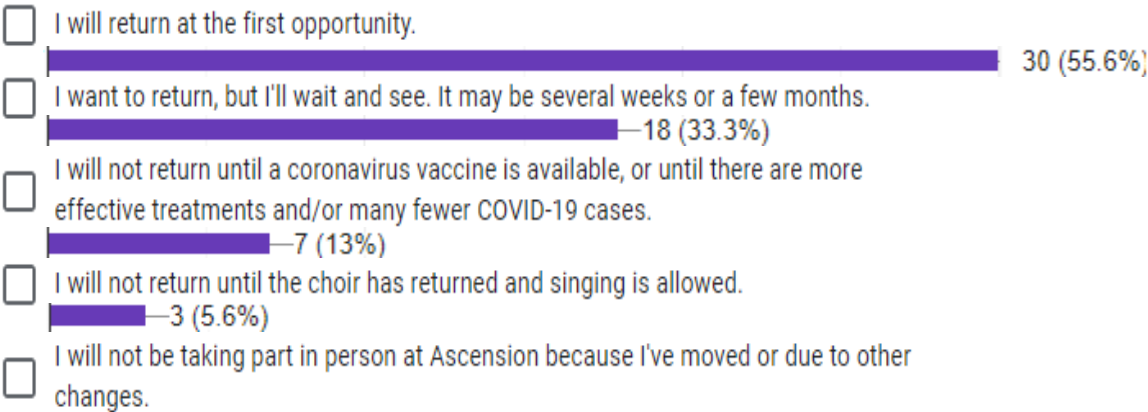 I will return at the first opportunity.
30 (55.6%)
I want to return, but I'll wait and see. It may be several weeks or a few months.
18 (33.3%)
I will not return until a coronavirus vaccine is available, or until there are more
effective treatments and/or many fewer COVID-19 cases.
7 (13%)
I will not return until the choir has returned and singing is allowed.
3 (5.6%)
I will not be taking part in person at Ascension because I've moved or due to other
changes.